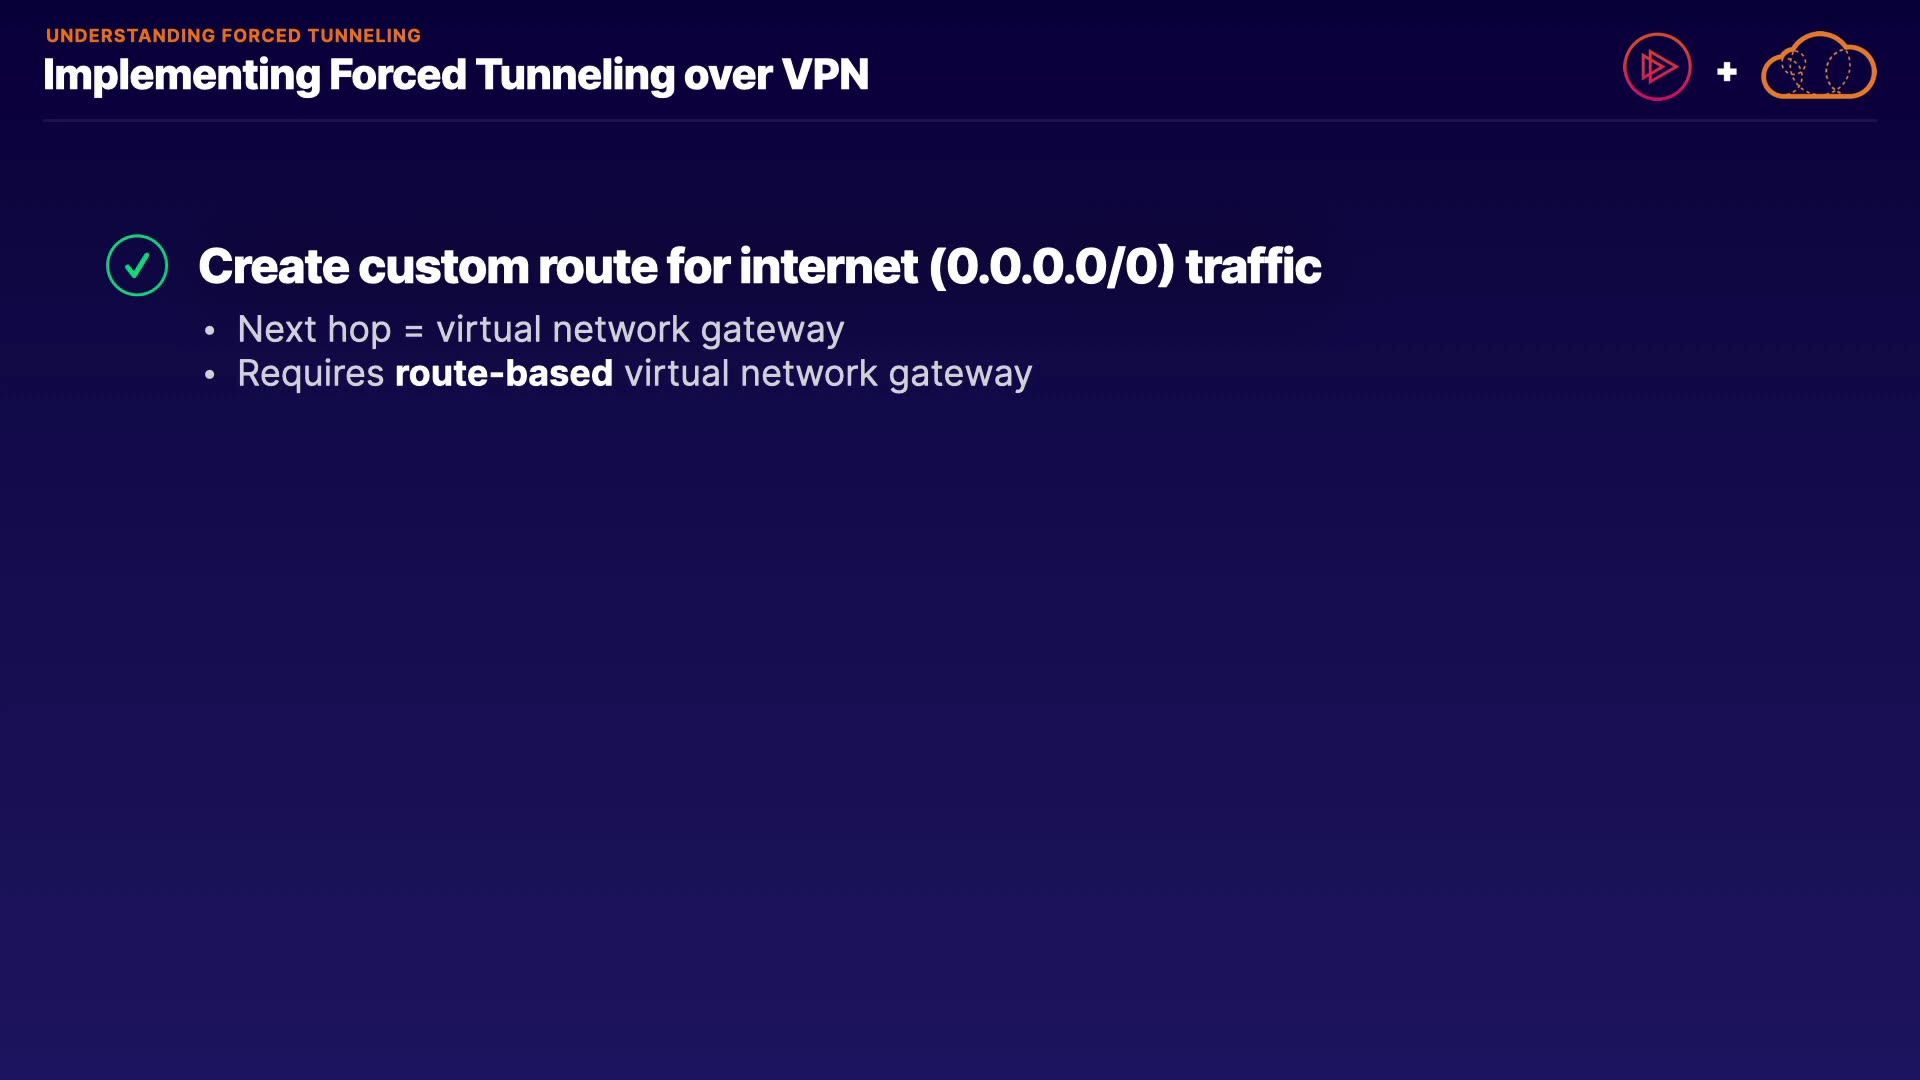 UNDERSTANDING FORCED TUNNELING
Implementing Forced Tunneling over VPN
+
Create custom route for internet (0.0.0.0/0) traffic
• Next hop = virtual network gateway
• Requires route-based virtual network gateway